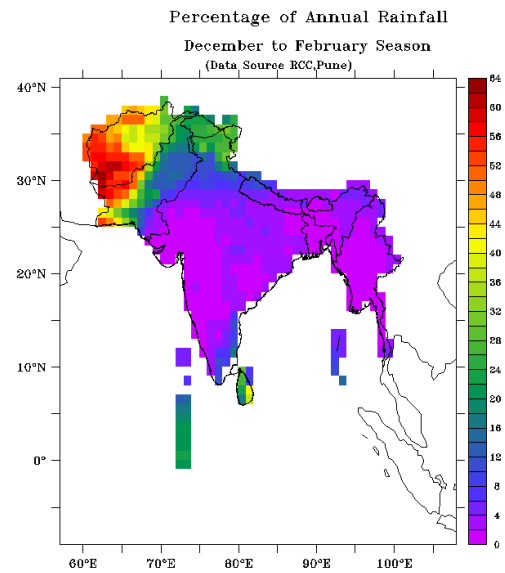 Percentage of Annual Rainfall
December to February Season
(Data Source RCC,Pune)
40°N
30°N
20°N
10°N
0°
60°E 70°E 80°E 90°E 100°E
64
60
56
52
48
44
40
36
32
28
24
20
16
12
8
4
0